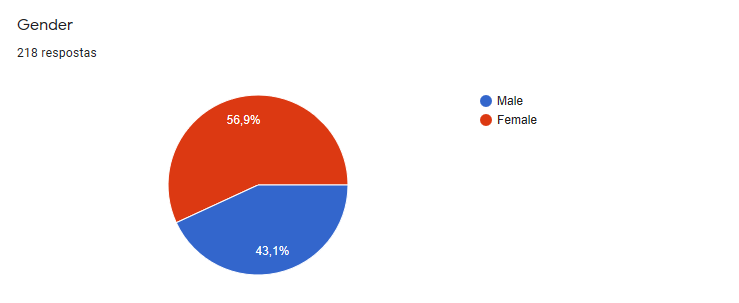 Gender
218 respostas
Male
Female
56,9%
43,1%